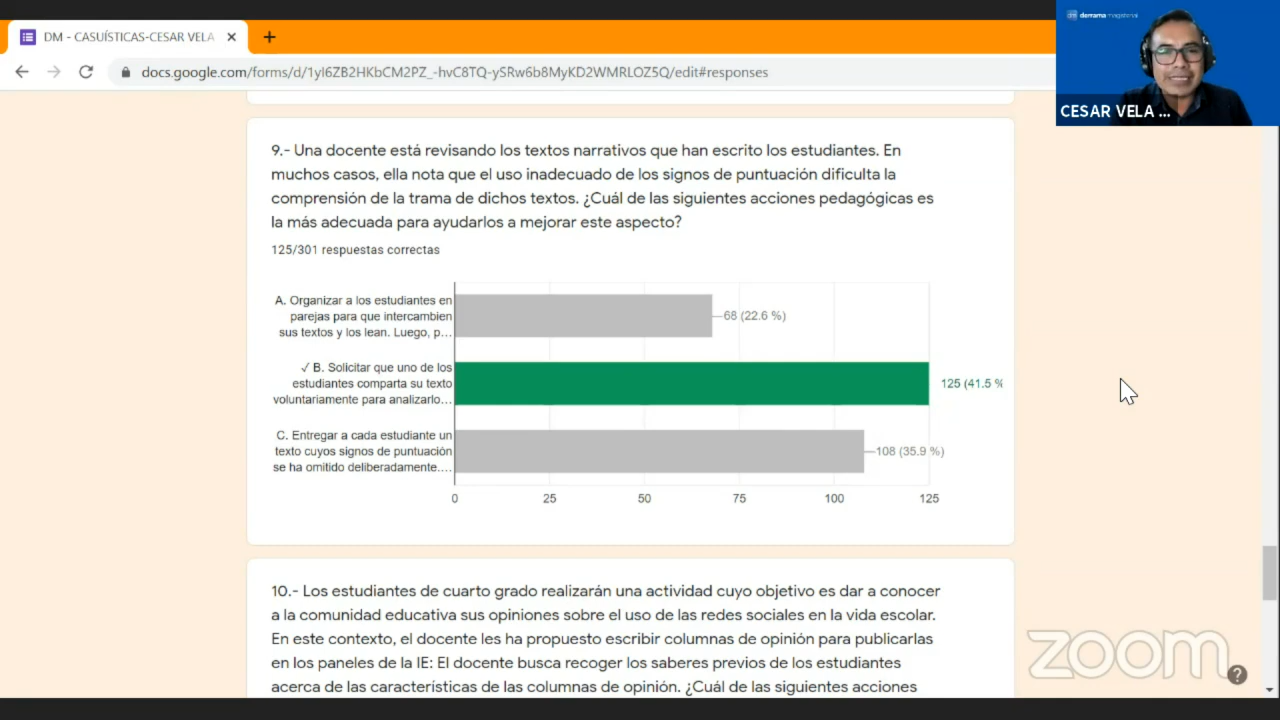 DM - CASUÍSTICAS-CESAR VELA
docs.google.com/forms/d/1yI6ZB2HKbCM2PZ_-hvC8TQ-ySRw6b8MyKD2WMRLOZ5Q/edit#responses
derrama magisterial
CESAR VELA ...
9.- Una docente está revisando los textos narrativos que han escrito los estudiantes. En
muchos casos, ella nota que el uso inadecuado de los signos de puntuación dificulta la
comprensión de la trama de dichos textos. ¿Cuál de las siguientes acciones pedagógicas es
la más adecuada para ayudarlos a mejorar este aspecto?
125/301 respuestas correctas
A. Organizar a los estudiantes en
parejas para que intercambien
sus textos y los lean. Luego, p...
68 (22.6 %)
✓ B. Solicitar que uno de los
estudiantes comparta su texto
voluntariamente para analizarlo...
125 (41.5 %
C. Entregar a cada estudiante un
texto cuyos signos de puntuación
se ha omitido deliberadamente....
108 (35.9 %)
0 25 50 75 100 125
10.- Los estudiantes de cuarto grado realizarán una actividad cuyo objetivo es dar a conocer
a la comunidad educativa sus opiniones sobre el uso de las redes sociales en la vida escolar.
En este contexto, el docente les ha propuesto escribir columnas de opinión para publicarlas
en los paneles de la IE: El docente busca recoger los saberes previos de los estudiantes
acerca de las características de las columnas de opinión. ¿Cuál de las siguientes acciones
zoom
?